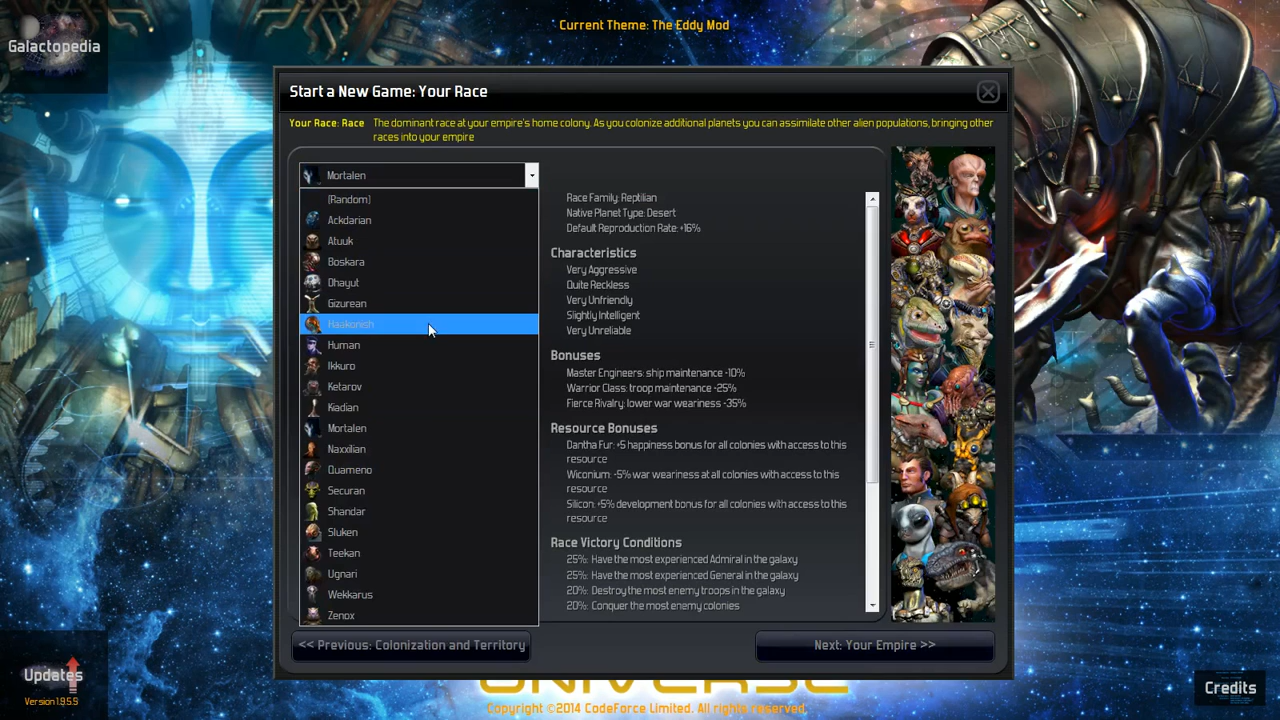 Galactopedia
Current Theme: The Eddy Mod
Start a New Game: Your Race
Your Race: Race
The dominant race at your empire's home colony. As you colonize additional planets you can assimilate other alien populations, bringing other
races into your empire
Mortalen
(Random)
Ackdarian
Atuuk
Boskara
Dhayut
Gizurean
Haakonish
Human
Ikkuro
Ketarov
Kiadian
Mortalen
Naxxilian
Quameno
Securan
Shandar
Sluken
Teekan
Ugnari
Wekkarus
Zenox
Race Family: Reptilian
Native Planet Type: Desert
Default Reproduction Rate: +16%
Characteristics
Very Aggressive
Quite Reckless
Very Unfriendly
Slightly Intelligent
Very Unreliable
Bonuses
Master Engineers: ship maintenance -10%
Warrior Class: troop maintenance -25%
Fierce Rivalry: lower war weariness -35%
Resource Bonuses
Dantha Fur: +5 happiness bonus for all colonies with access to this
resource
Wiconium: -5% war weariness at all colonies with access to this
resource
Silicon: +5% development bonus for all colonies with access to this
resource
Race Victory Conditions
25%: Have the most experienced Admiral in the galaxy
25%: Have the most experienced General in the galaxy
20%: Destroy the most enemy troops in the galaxy
20%: Conquer the most enemy colonies
<< Previous: Colonization and Territory
Next: Your Empire >>
Updates
Version 1.9.5.9
UNIVERSE
Copyright ©2014 CodeForce Limited. All rights reserved.
Credits